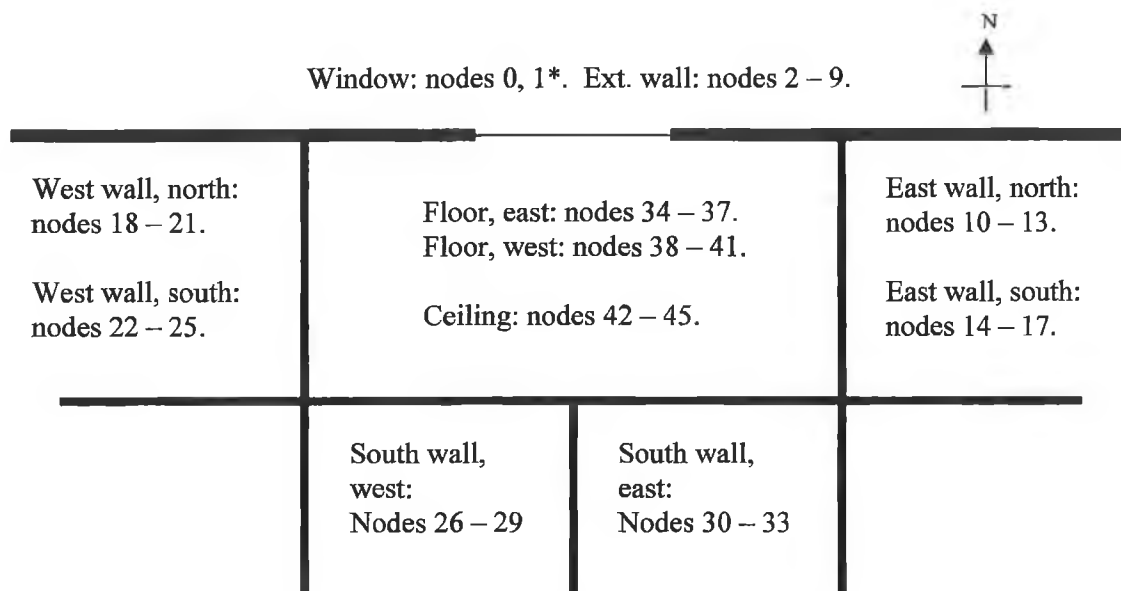 N
Window: nodes 0, 1*. Ext. wall: nodes 2 – 9.
West wall, north:
nodes 18 – 21.
Floor, east: nodes 34 – 37.
Floor, west: nodes 38 – 41.
East wall, north:
nodes 10 – 13.
West wall, south:
nodes 22 – 25.
Ceiling: nodes 42 – 45.
East wall, south:
nodes 14 – 17.
South wall,
west:
Nodes 26 – 29
South wall,
east:
Nodes 30 – 33